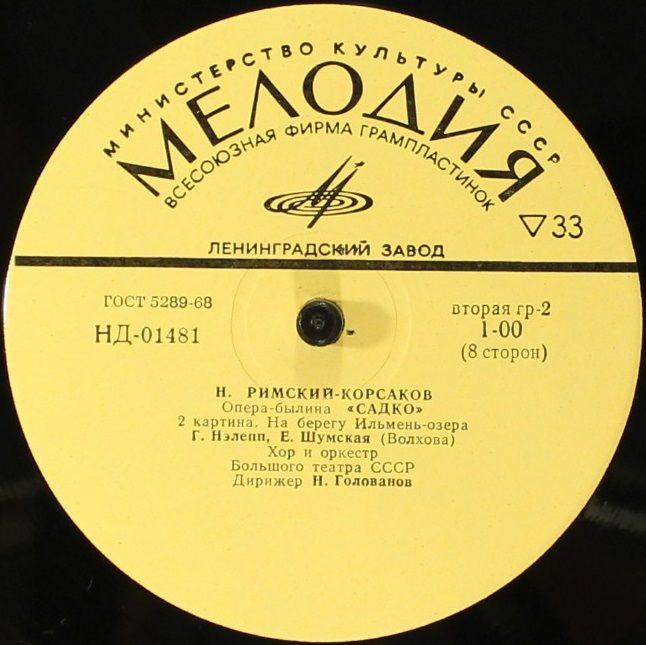 МИНИСТЕРСТВО КУЛЬТУРЫ СССР
МЕЛОДИЯ
ВСЕСОЮЗНАЯ ФИРМА ГРАМПЛАСТИНОК
33
ЛЕНИНГРАДСКИЙ ЗАВОД
ГОСТ 5289-68
НД-01481
вторая гр-2
1-00
(8 сторон)
Н. РИМСКИЙ-КОРСАКОВ
Опера-былина «САДКО»
2 картина. На берегу Ильмень-озера
Г. Нэлепп, Е. Шумская (Волхова)
Хор и оркестр
Большого театра СССР
Дирижер Н. Голованов